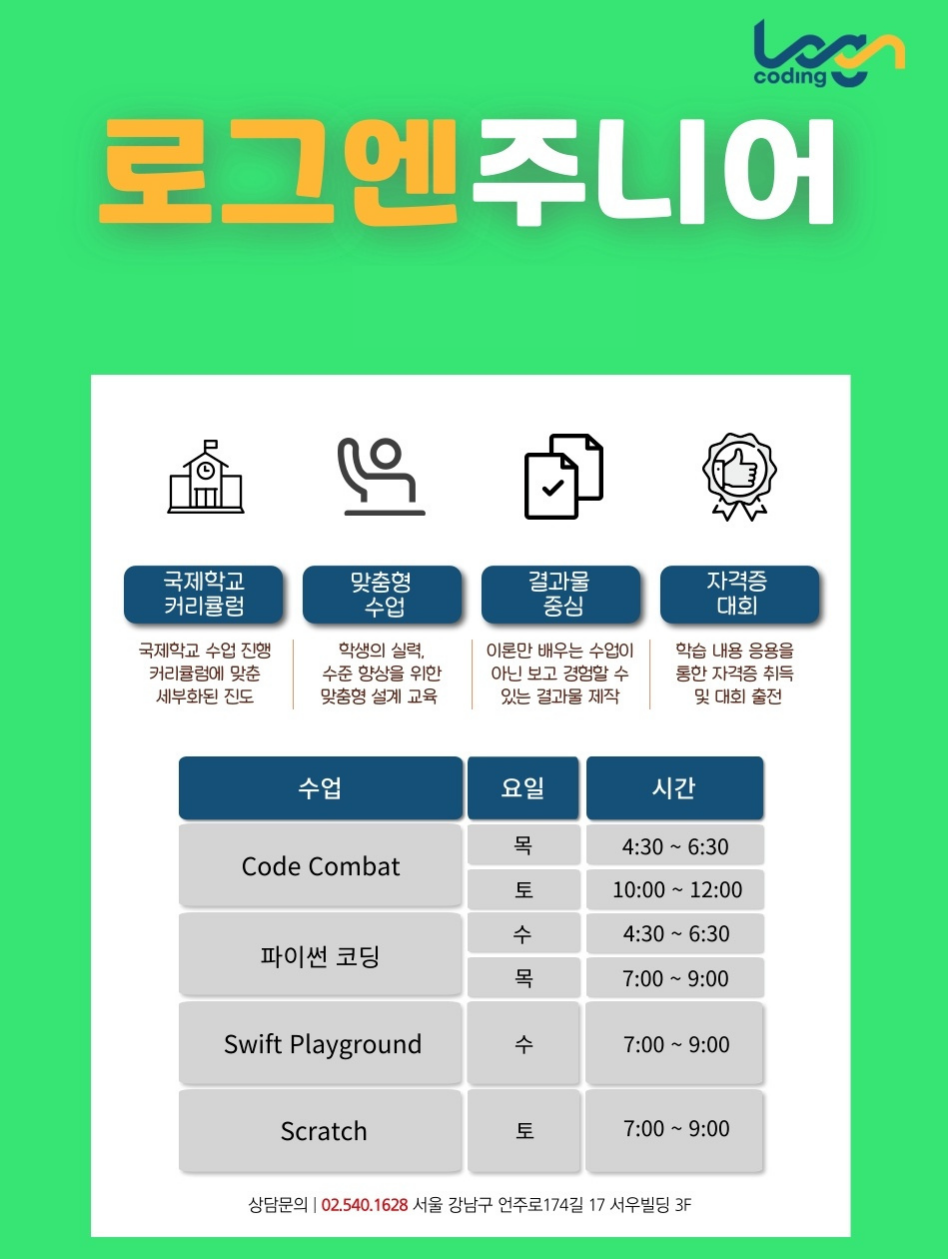 Logn
coding
로그엔주니어
국제학교
커리큘럼
맞춤형
수업
결과물
중심
자격증
대회
국제학교 수업 진행
커리큘럼에 맞춘
세부화된 진도
학생의 실력,
수준 향상을 위한
맞춤형 설계 교육
이론만 배우는 수업이
아닌 보고 경험할 수
있는 결과물 제작
학습 내용 응용을
통한 자격증 취득
및 대회 출전
수업 요일 시간
Code Combat 목 4:30 ~ 6:30
토 10:00 ~ 12:00
파이썬 코딩 수 4:30 ~ 6:30
목 7:00 ~ 9:00
Swift Playground 수 7:00 ~ 9:00
Scratch 토 7:00 ~ 9:00
상담문의 | 02.540.1628 서울 강남구 언주로174길 17 서우빌딩 3F